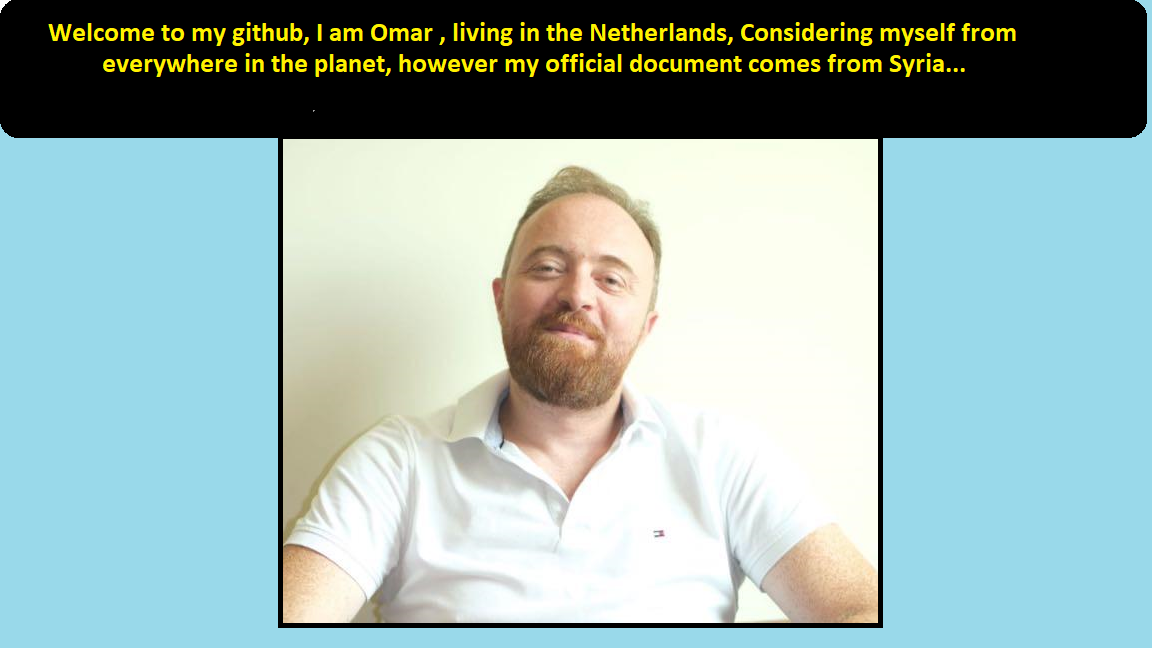 Welcome to my github, I am Omar , living in the Netherlands, Considering myself from
everywhere in the planet, however my official document comes from Syria...